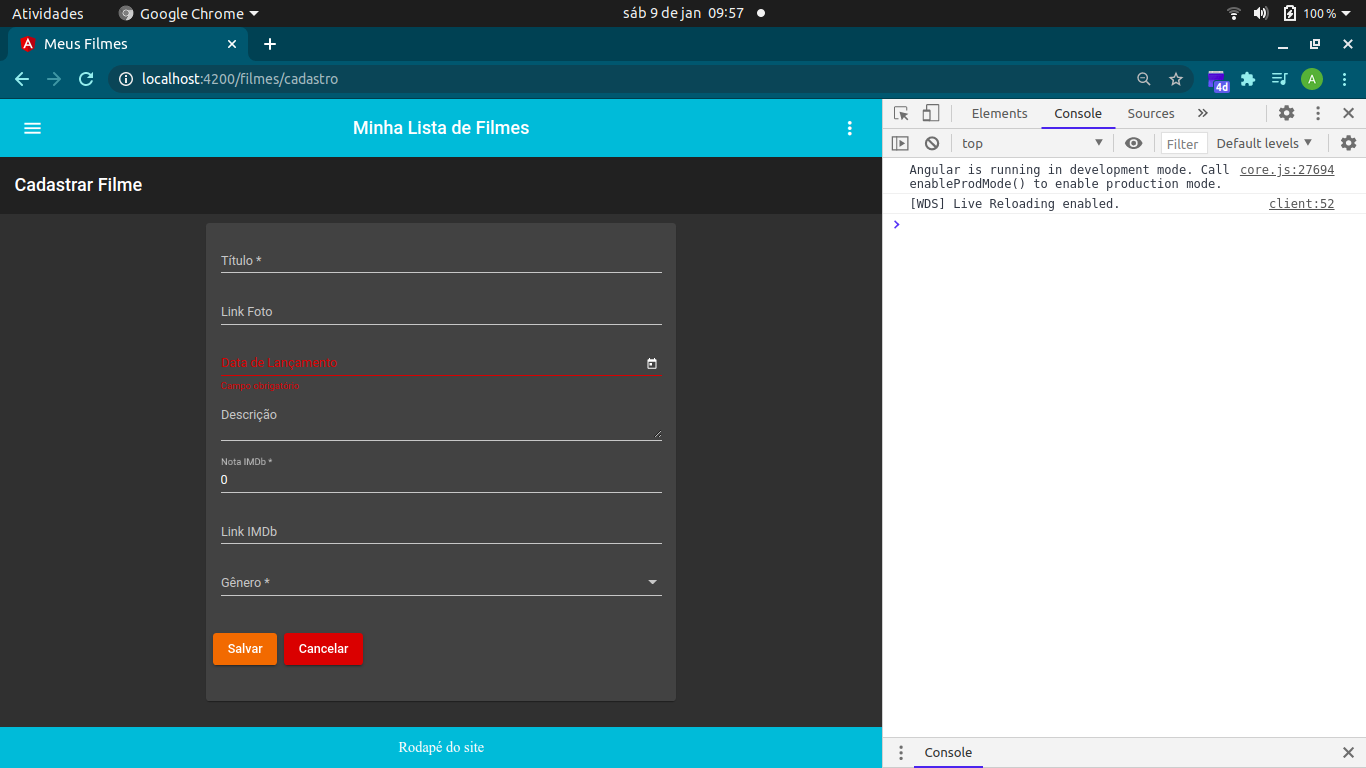 Atividades Google Chrome sáb 9 de jan 09:57 100 %
Meus Filmes
localhost:4200/filmes/cadastro 4d A
Minha Lista de Filmes
Cadastrar Filme
Título *
Link Foto
Data de Lançamento
Campo obrigatório
Descrição
Nota IMDb *
0
Link IMDb
Gênero *
Salvar Cancelar
Rodapé do site
Elements Console Sources
top Filter Default levels
Angular is running in development mode. Call core.js:27694
enableProdMode() to enable production mode.
[WDS] Live Reloading enabled. client:52
Console